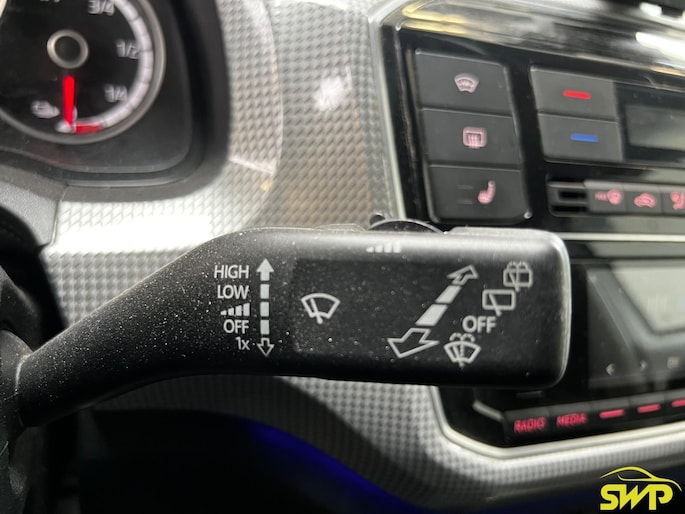 3/4
1/2
1/4
HIGH
LOW
OFF
1x
OFF
RADIO MEDIA
SWP